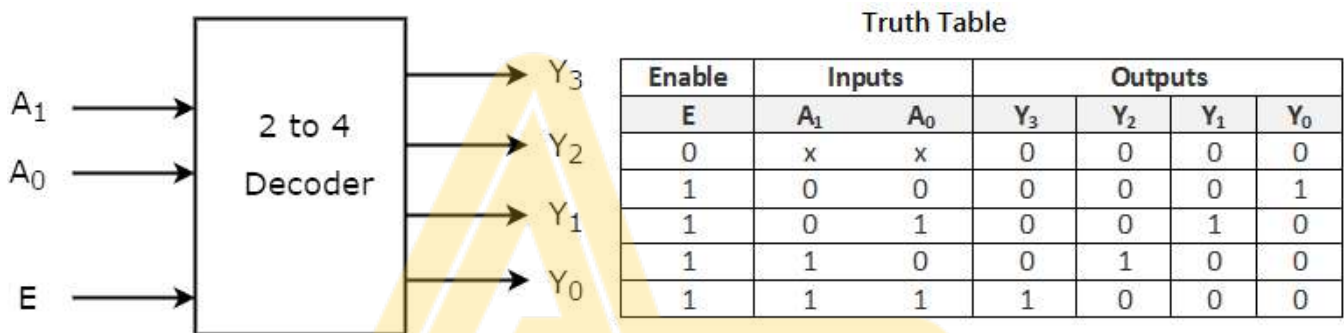 Truth Table
A₁
A₀
E
2 to 4
Decoder
Y₃
Y₂
Y₁
Y₀
Enable Inputs Outputs
E A₁ A₀ Y₃ Y₂ Y₁ Y₀
0 x x 0 0 0 0
1 0 0 0 0 0 1
1 0 1 0 0 1 0
1 1 0 0 1 0 0
1 1 1 1 0 0 0